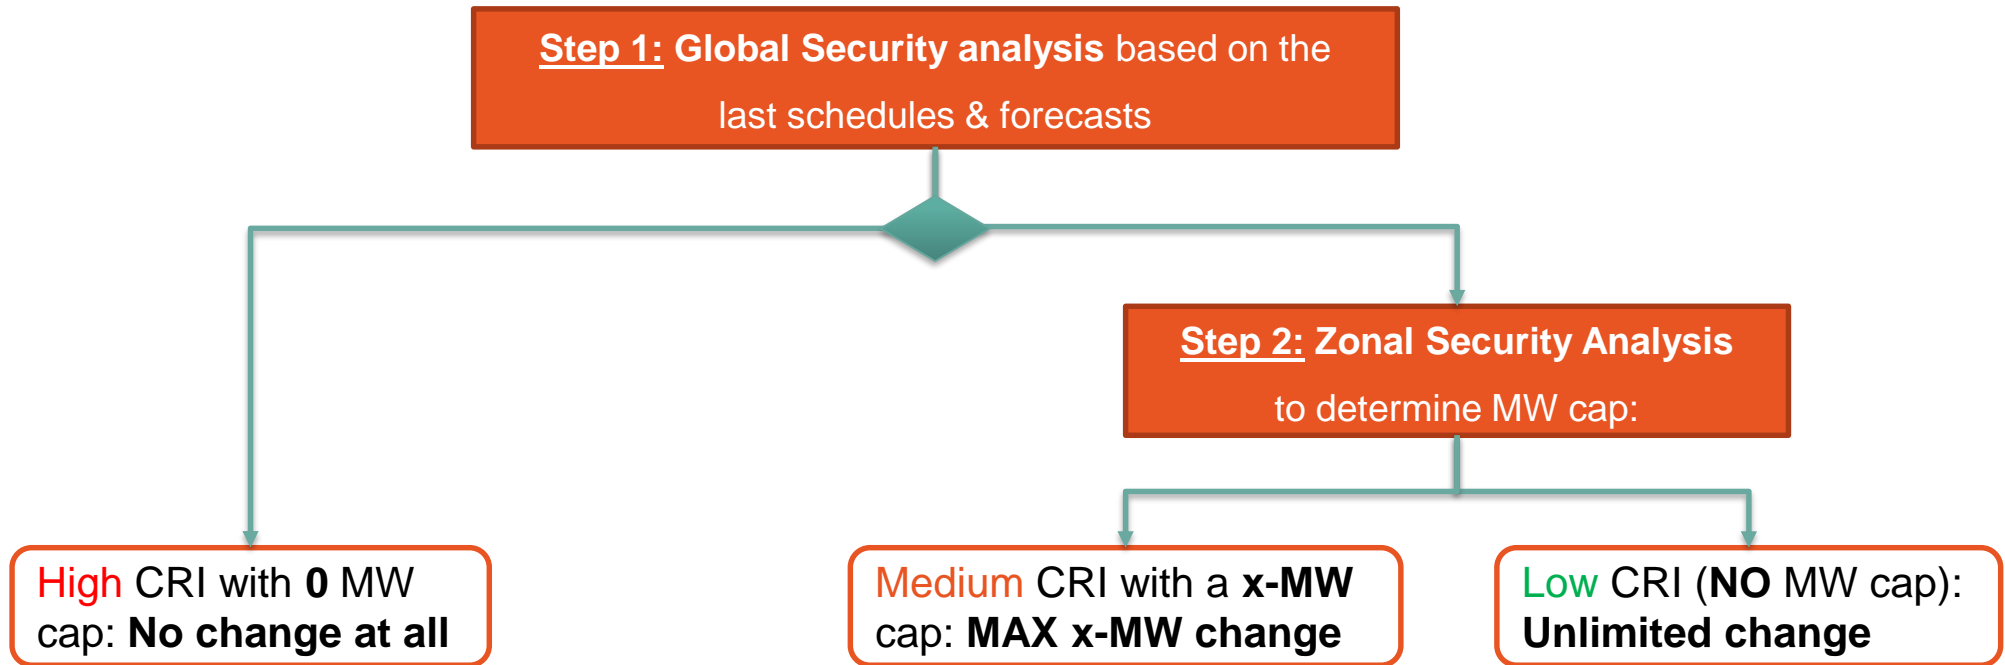 Step 1: Global Security analysis based on the
last schedules & forecasts
Step 2: Zonal Security Analysis
to determine MW cap:
High CRI with 0 MW
cap: No change at all
Medium CRI with a x-MW
cap: MAX x-MW change
Low CRI (NO MW cap):
Unlimited change